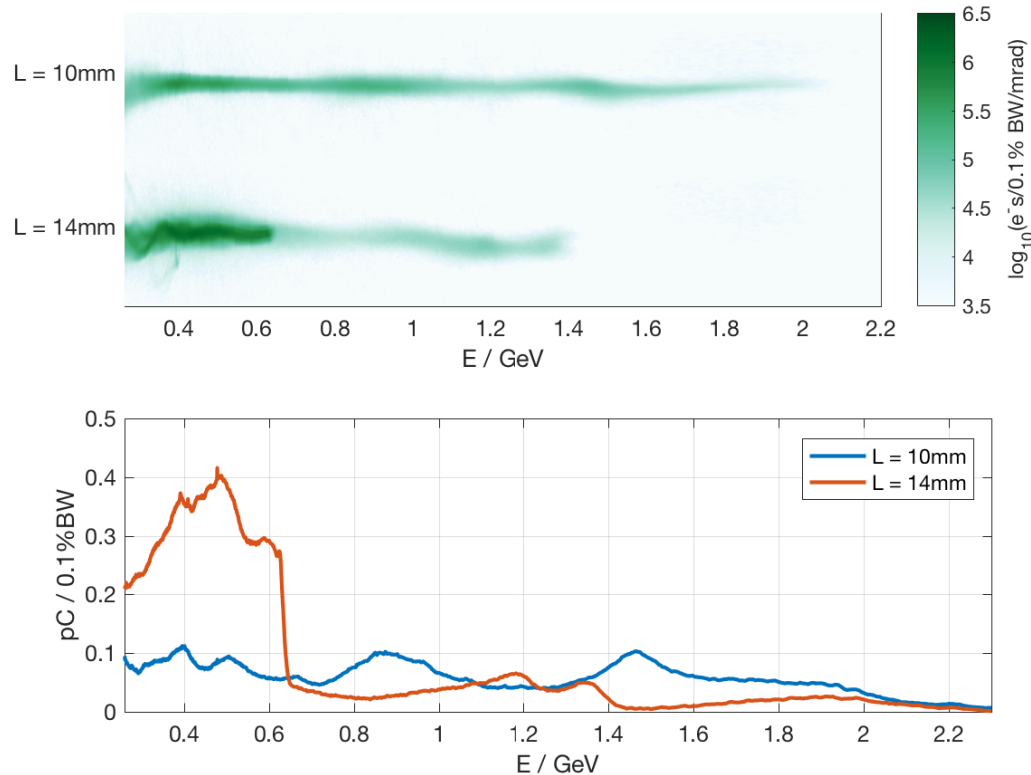 L = 10mm
L = 14mm
0.4 0.6 0.8 1 1.2 1.4 1.6 1.8 2 2.2
E / GeV
6.5
6
5.5
5
4.5
4
3.5
log10(e-s/0.1% BW/mrad)
0.5
0.4
0.3
0.2
0.1
0
pC / 0.1%BW
L = 10mm
L = 14mm
0.4 0.6 0.8 1 1.2 1.4 1.6 1.8 2 2.2
E / GeV